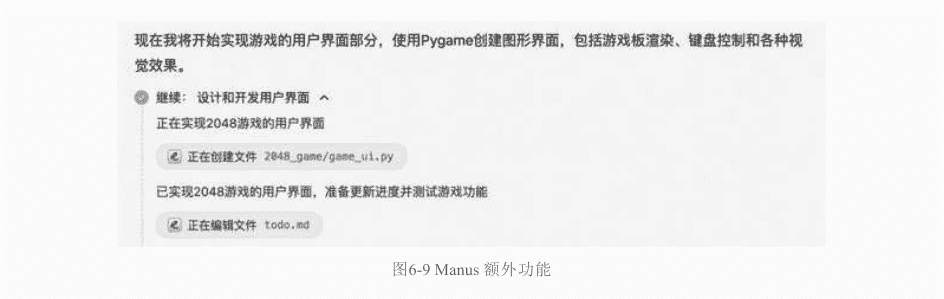 现在我将开始实现游戏的用户界面部分，使用Pygame创建图形界面，包括游戏板渲染、键盘控制和各种视
觉效果。
继续： 设计和开发用户界面
正在实现2048游戏的用户界面
正在创建文件 2048_game/game_ui.py
已实现2048游戏的用户界面，准备更新进度并测试游戏功能
正在编辑文件 todo.md
图6-9 Manus 额外功能